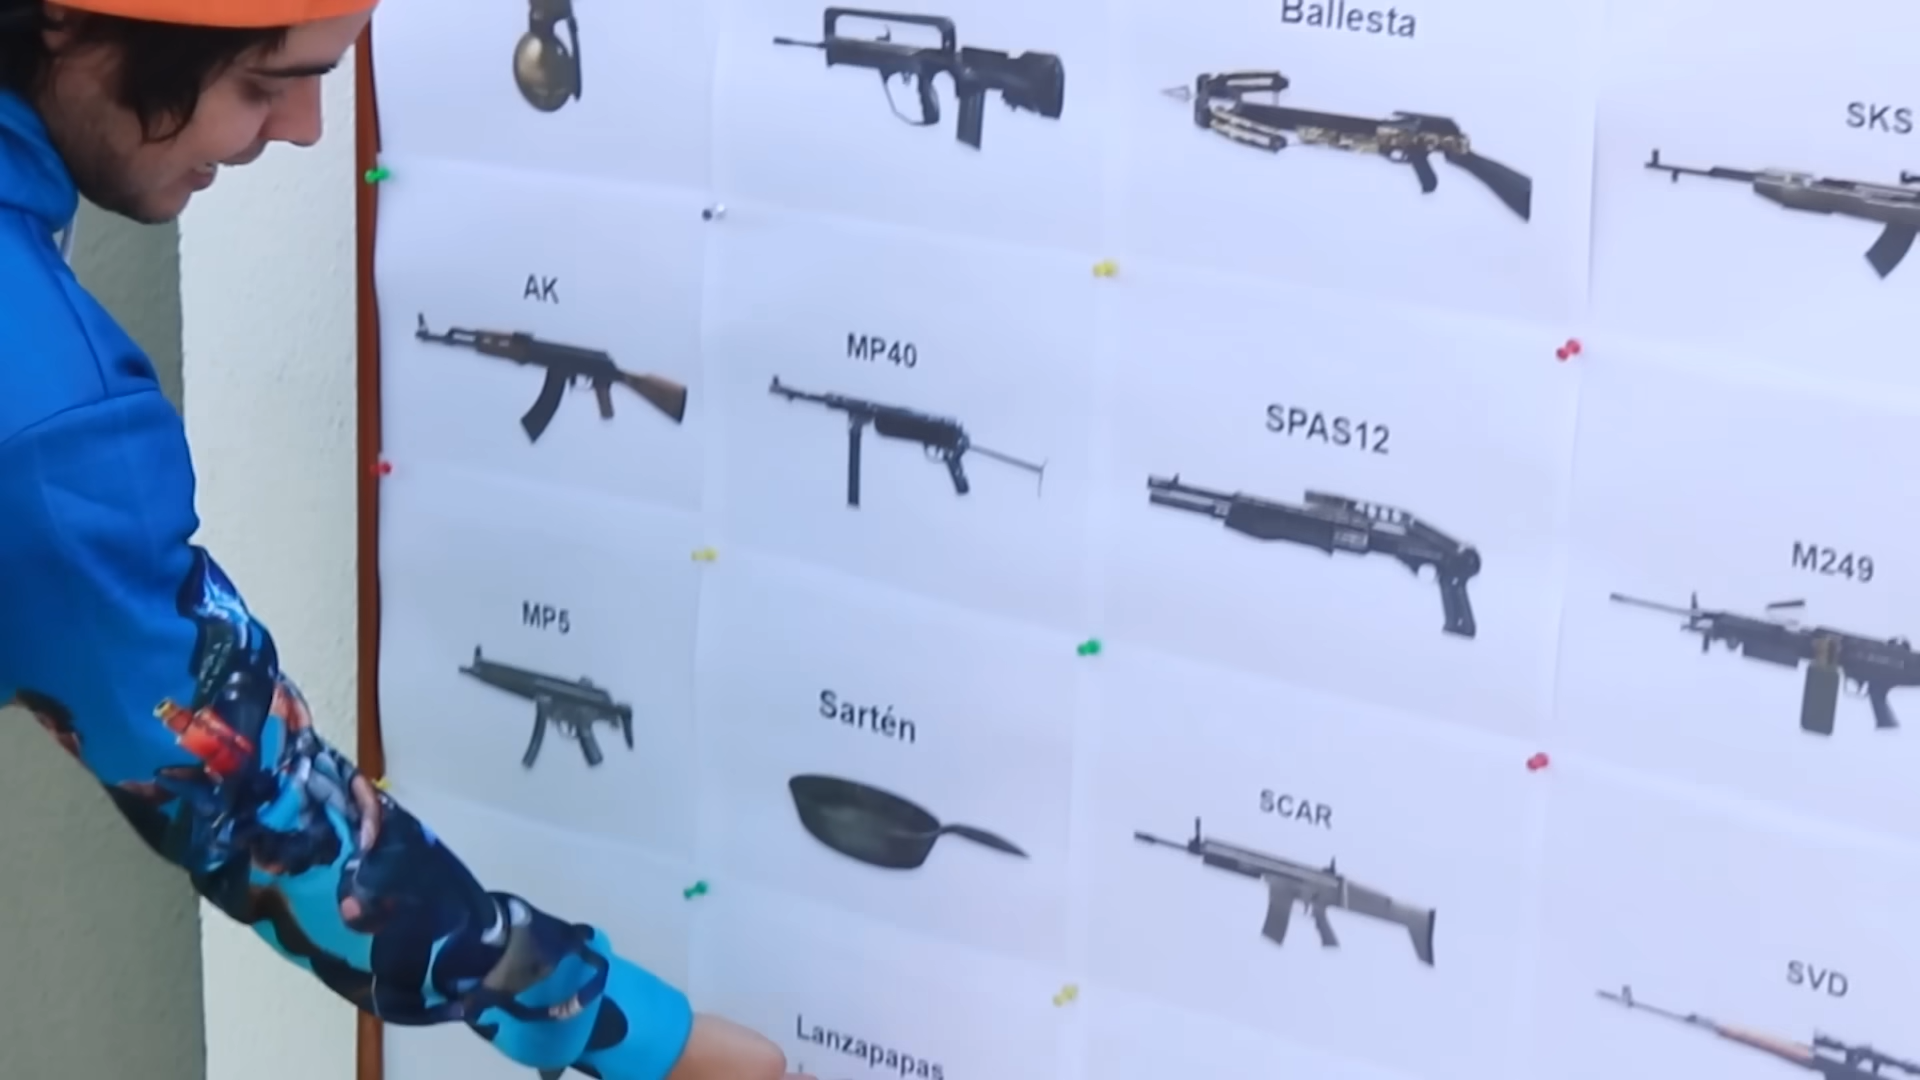 Ballesta
SKS
AK
MP40
SPAS12
M249
MP5
Sartén
SCAR
SVD
Lanzapapas